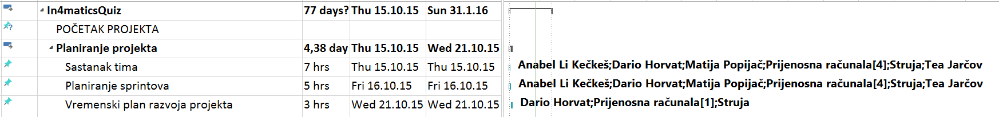 In4maticsQuiz 77 days? Thu 15.10.15 Sun 31.1.16
POČETAK PROJEKTA
Planiranje projekta 4,38 day Thu 15.10.15 Wed 21.10.15
Sastanak tima 7 hrs Thu 15.10.15 Thu 15.10.15 Anabel Li Kečkeš;Dario Horvat;Matija Popijač;Prijenosna računala[4];Struja;Tea Jarčov
Planiranje sprintova 5 hrs Fri 16.10.15 Fri 16.10.15 Anabel Li Kečkeš;Dario Horvat;Matija Popijač;Prijenosna računala[4];Struja;Tea Jarčov
Vremenski plan razvoja projekta 3 hrs Wed 21.10.15 Wed 21.10.15 Dario Horvat;Prijenosna računala[1];Struja